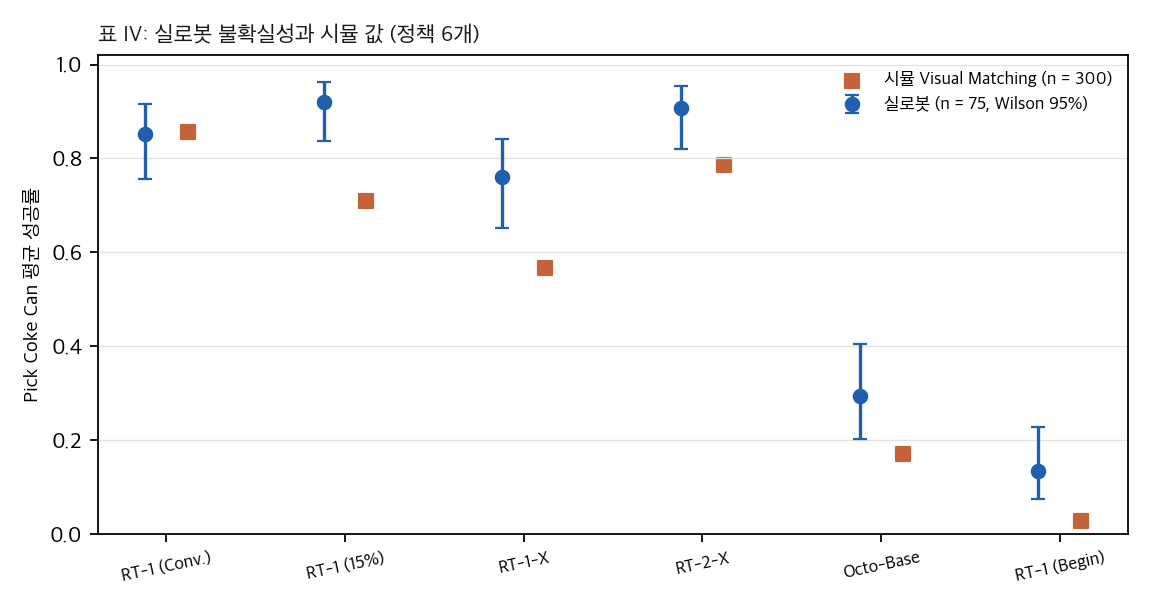 표 IV: 실로봇 불확실성과 시뮬 값 (정책 6개)
시뮬 Visual Matching (n = 300)
실로봇 (n = 75, Wilson 95%)
Pick Coke Can 평균 성공률
1.0
0.8
0.6
0.4
0.2
0.0
RT-1 (Conv.)
RT-1 (15%)
RT-1-X
RT-2-X
Octo-Base
RT-1 (Begin)